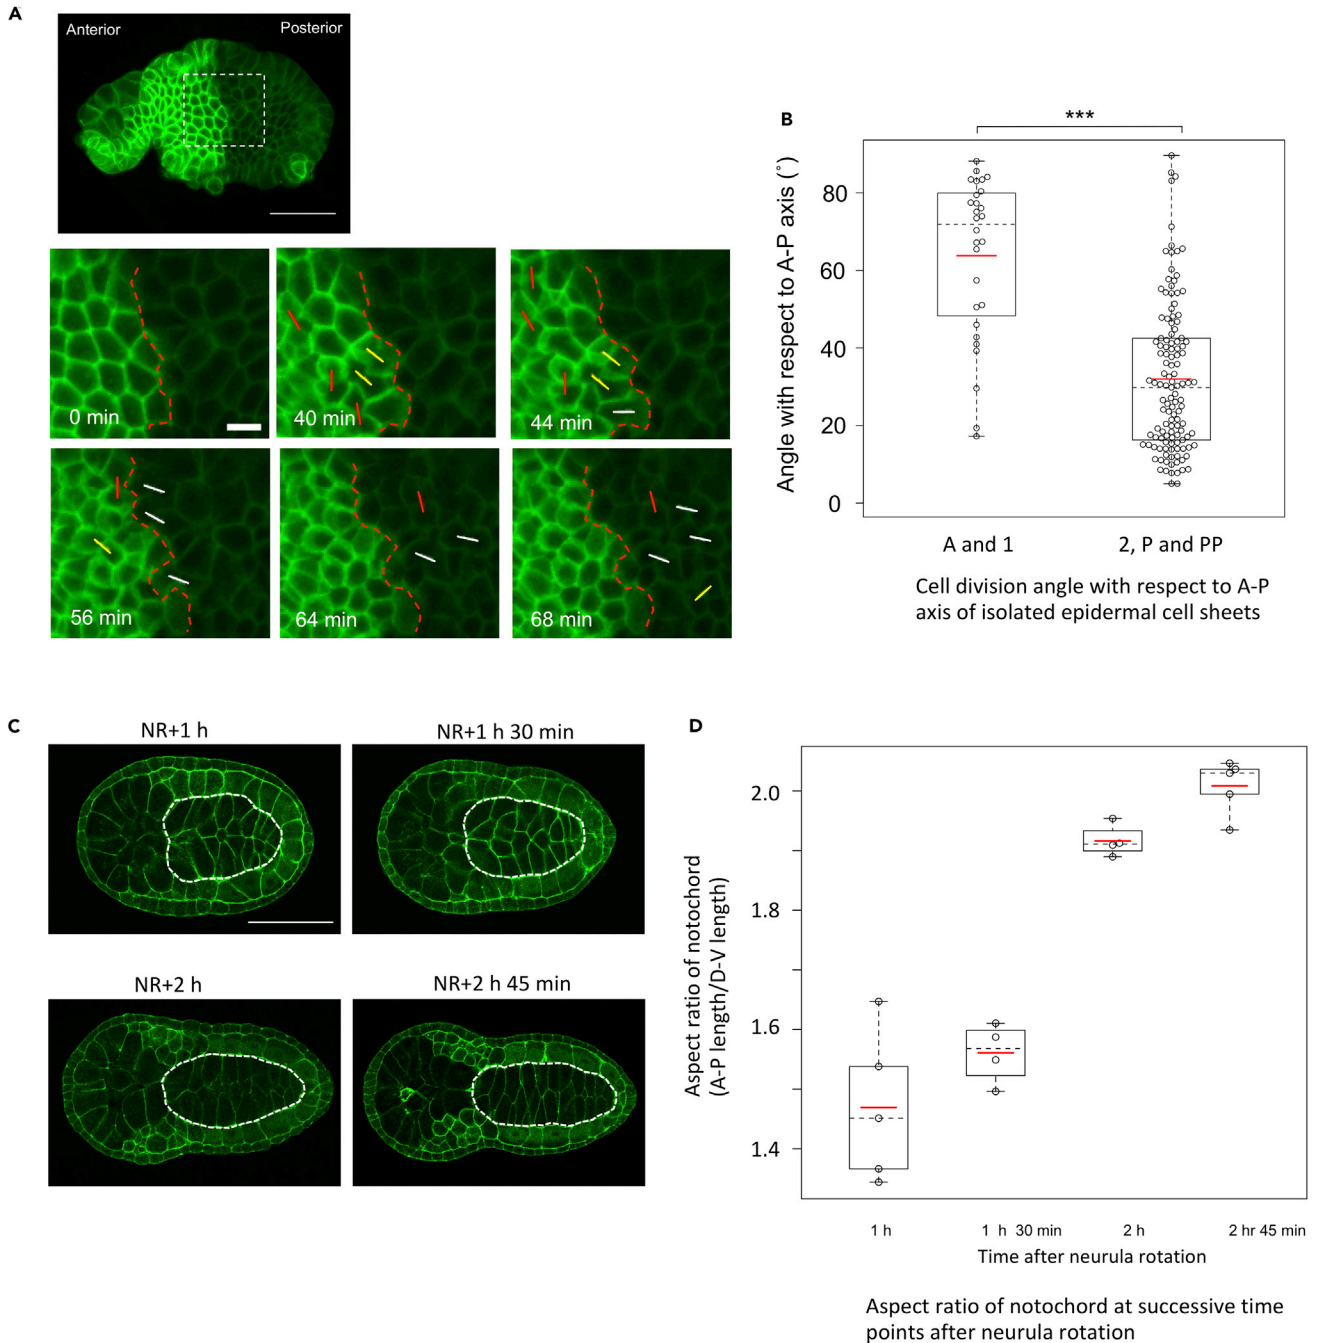 A
Anterior
Posterior
0 min
40 min
44 min
56 min
64 min
68 min
B
***
Angle with respect to A-P axis (°)
80
60
40
20
0
A and 1
2, P and PP
Cell division angle with respect to A-P
axis of isolated epidermal cell sheets
C
NR+1 h
NR+1 h 30 min
NR+2 h
NR+2 h 45 min
D
Aspect ratio of notochord
(A-P length/D-V length)
2.0
1.8
1.6
1.4
1 h
1 h 30 min
2 h
2 hr 45 min
Time after neurula rotation
Aspect ratio of notochord at successive time
points after neurula rotation